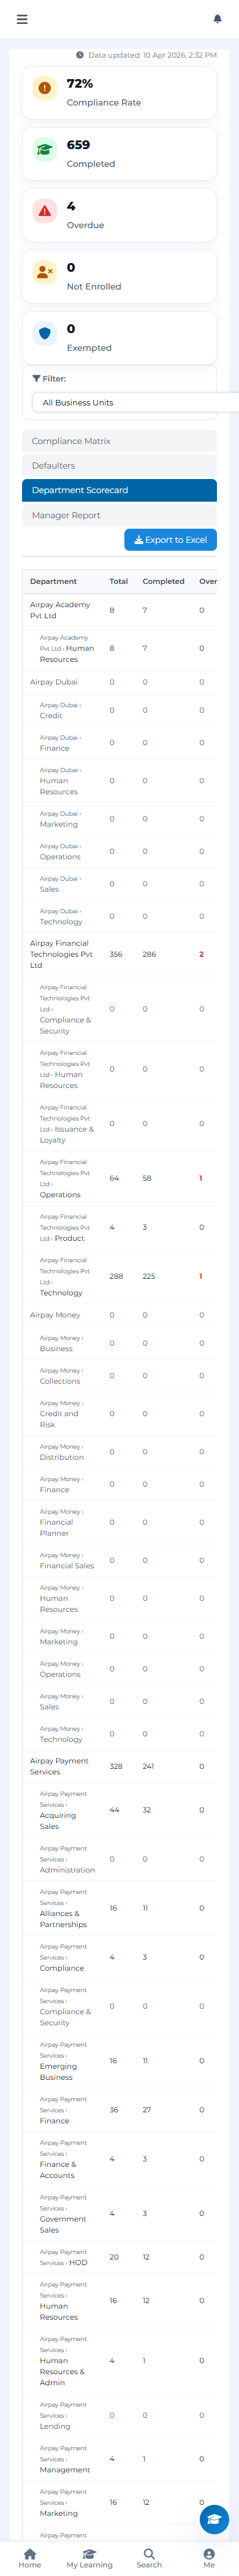 Data updated: 10 Apr 2026, 2:32 PM
72%
Compliance Rate
659
Completed
4
Overdue
0
Not Enrolled
0
Exempted
Filter:
All Business Units
Compliance Matrix
Defaulters
Department Scorecard
Manager Report
Export to Excel
Department Total Completed Over
Airpay Academy
Pvt Ltd 8 7 0
Airpay Academy
Pvt Ltd › Human
Resources 8 7 0
Airpay Dubai 0 0 0
Airpay Dubai ›
Credit 0 0 0
Airpay Dubai ›
Finance 0 0 0
Airpay Dubai ›
Human
Resources 0 0 0
Airpay Dubai ›
Marketing 0 0 0
Airpay Dubai ›
Operations 0 0 0
Airpay Dubai ›
Sales 0 0 0
Airpay Dubai ›
Technology 0 0 0
Airpay Financial
Technologies Pvt
Ltd 356 286 2
Airpay Financial
Technologies Pvt
Ltd ›
Compliance &
Security 0 0 0
Airpay Financial
Technologies Pvt
Ltd › Human
Resources 0 0 0
Airpay Financial
Technologies Pvt
Ltd › Issuance &
Loyalty 0 0 0
Airpay Financial
Technologies Pvt
Ltd ›
Operations 64 58 1
Airpay Financial
Technologies Pvt
Ltd › Product 4 3 0
Airpay Financial
Technologies Pvt
Ltd ›
Technology 288 225 1
Airpay Money 0 0 0
Airpay Money ›
Business 0 0 0
Airpay Money ›
Collections 0 0 0
Airpay Money ›
Credit and
Risk 0 0 0
Airpay Money ›
Distribution 0 0 0
Airpay Money ›
Finance 0 0 0
Airpay Money ›
Financial
Planner 0 0 0
Airpay Money ›
Financial Sales 0 0 0
Airpay Money ›
Human
Resources 0 0 0
Airpay Money ›
Marketing 0 0 0
Airpay Money ›
Operations 0 0 0
Airpay Money ›
Sales 0 0 0
Airpay Money ›
Technology 0 0 0
Airpay Payment
Services 328 241 0
Airpay Payment
Services ›
Acquiring
Sales 44 32 0
Airpay Payment
Services ›
Administration 0 0 0
Airpay Payment
Services ›
Alliances &
Partnerships 16 11 0
Airpay Payment
Services ›
Compliance 4 3 0
Airpay Payment
Services ›
Compliance &
Security 0 0 0
Airpay Payment
Services ›
Emerging
Business 16 11 0
Airpay Payment
Services ›
Finance 36 27 0
Airpay Payment
Services ›
Finance &
Accounts 4 3 0
Airpay Payment
Services ›
Government
Sales 4 3 0
Airpay Payment
Services › HOD 20 12 0
Airpay Payment
Services ›
Human
Resources 16 12 0
Airpay Payment
Services ›
Human
Resources &
Admin 4 1 0
Airpay Payment
Services ›
Lending 0 0 0
Airpay Payment
Services ›
Management 4 1 0
Airpay Payment
Services ›
Marketing 16 12 0
Airpay Payment
Home My Learning Search Me